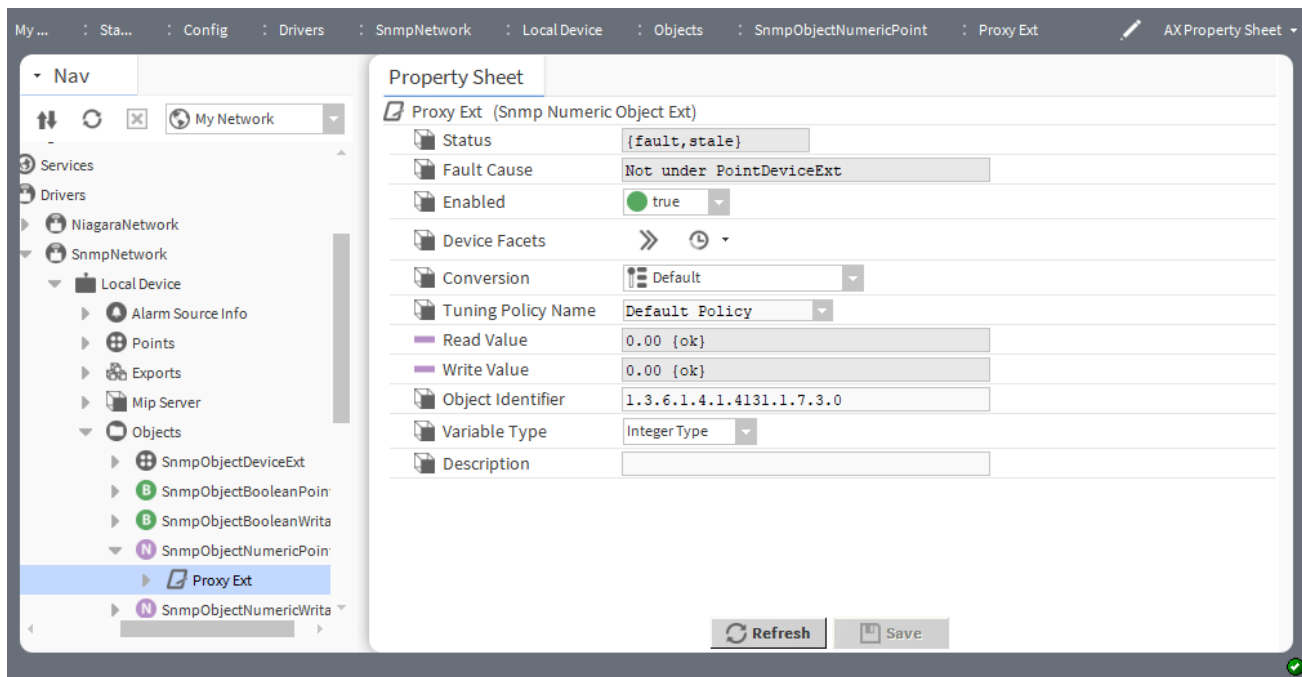 My ... : Sta... : Config : Drivers : SnmpNetwork : Local Device : Objects : SnmpObjectNumericPoint : Proxy Ext AX Property Sheet
Nav
My Network
Services
Drivers
NiagaraNetwork
SnmpNetwork
Local Device
Alarm Source Info
Points
Exports
Mip Server
Objects
SnmpObjectDeviceExt
B SnmpObjectBooleanPoin
B SnmpObjectBooleanWrita
N SnmpObjectNumericPoin
Proxy Ext
N SnmpObjectNumericWrita
Property Sheet
Proxy Ext (Snmp Numeric Object Ext)
Status {fault,stale}
Fault Cause Not under PointDeviceExt
Enabled true
Device Facets
Conversion Default
Tuning Policy Name Default Policy
Read Value 0.00 {ok}
Write Value 0.00 {ok}
Object Identifier 1.3.6.1.4.1.4131.1.7.3.0
Variable Type Integer Type
Description
Refresh Save